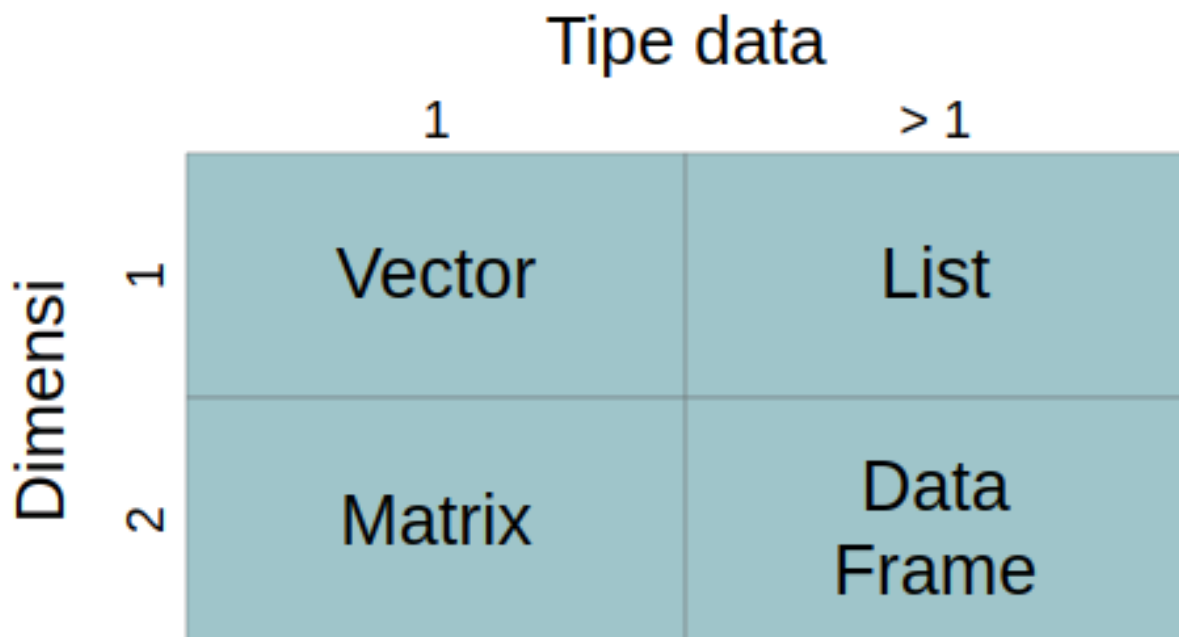 Tipe data
1
> 1
Dimensi
1
Vector
List
2
Matrix
Data
Frame